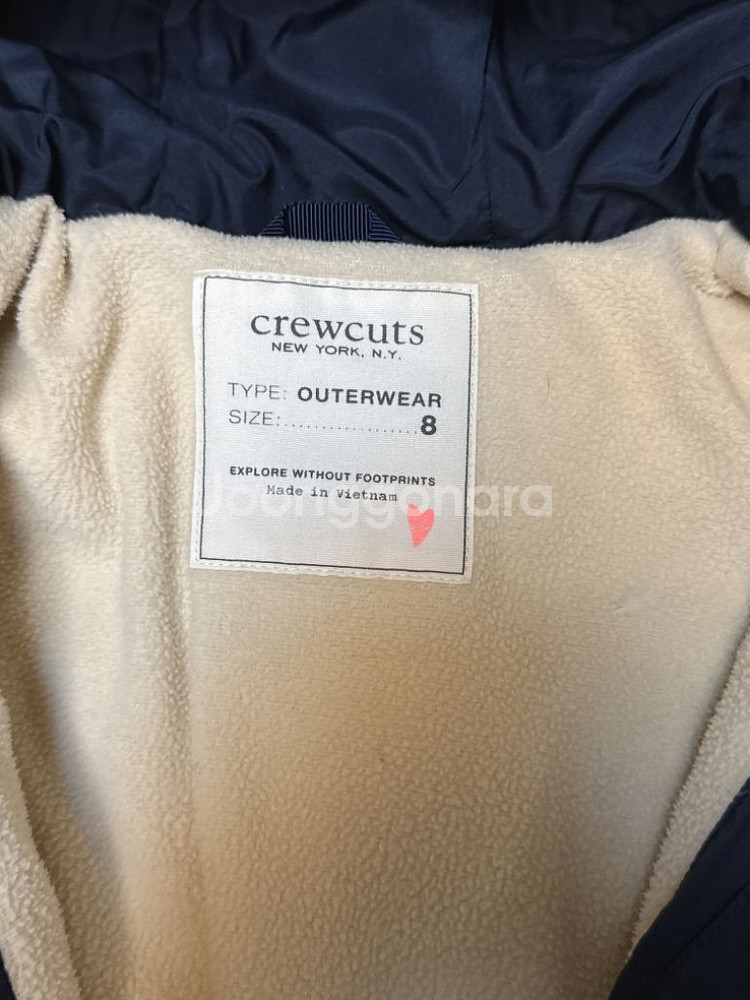 crewcuts
NEW YORK, N.Y.
TYPE: OUTERWEAR
SIZE:....................8
EXPLORE WITHOUT FOOTPRINTS
Made in Vietnam
Joonggonara